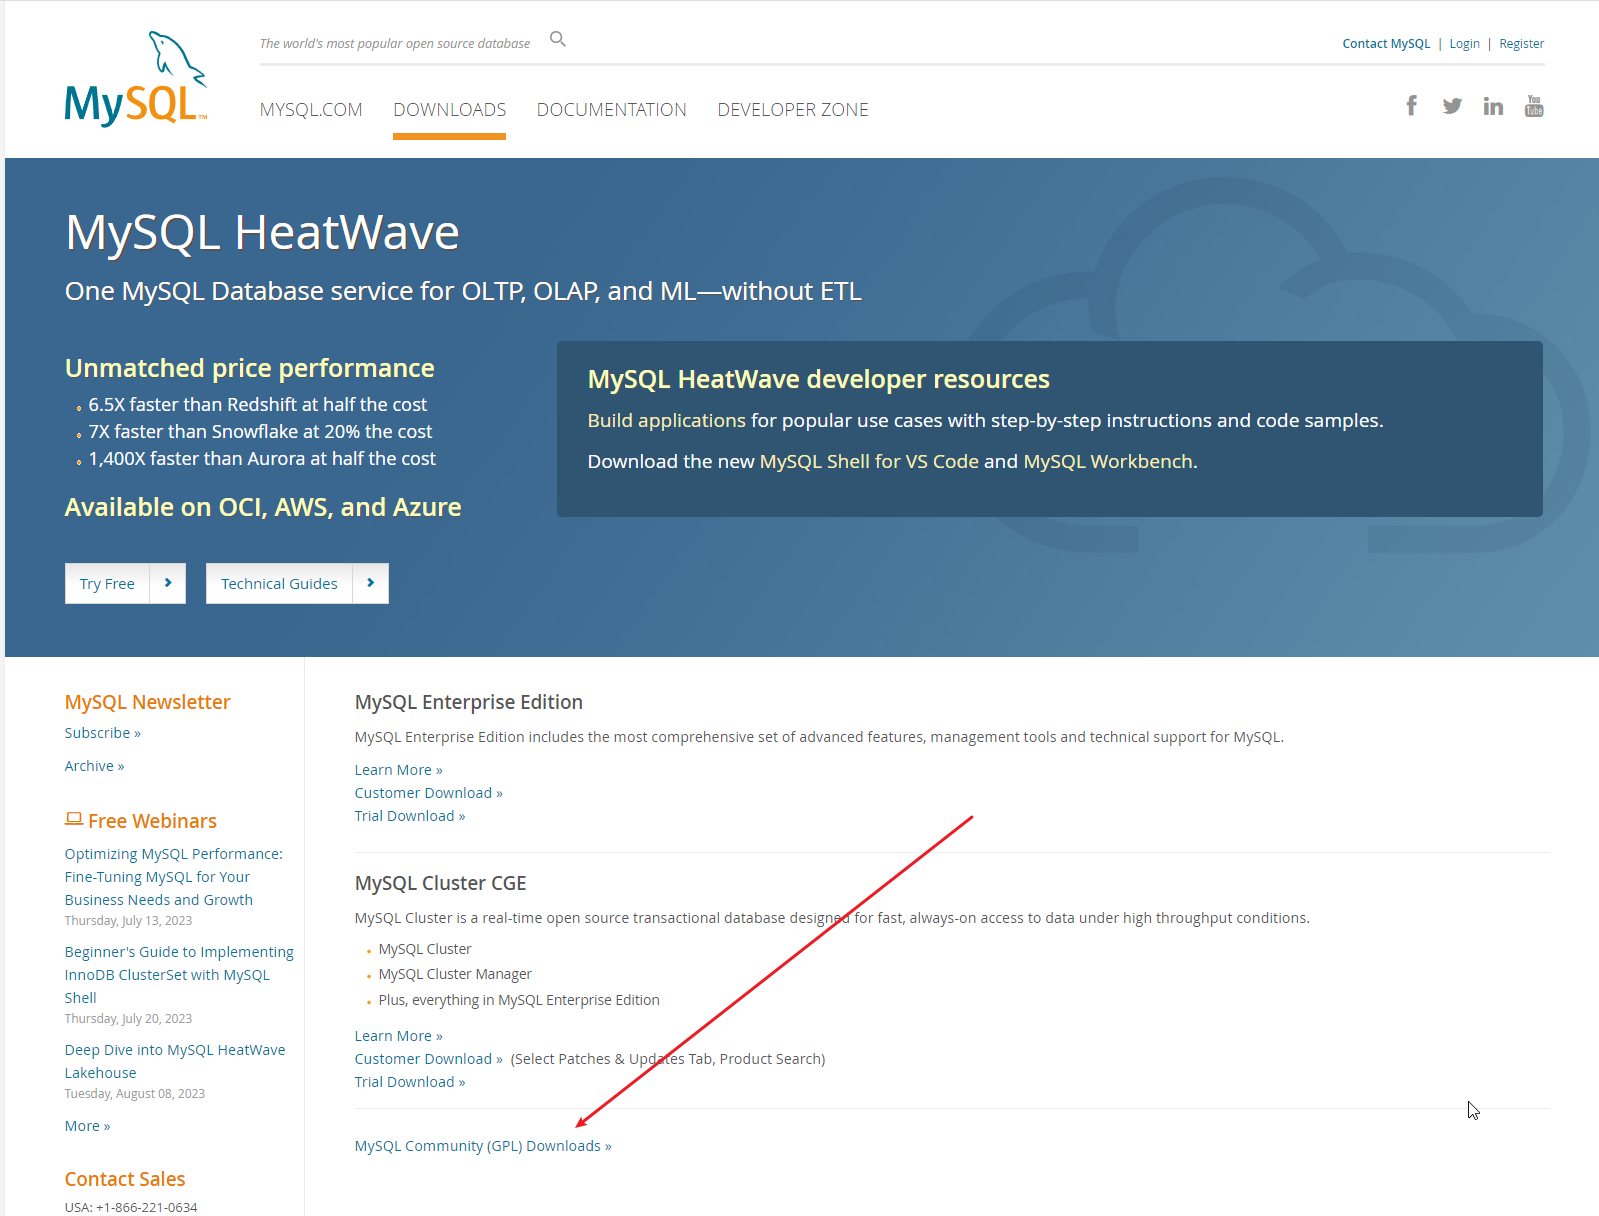 The world's most popular open source database
Contact MySQL | Login | Register
MySQL™
MYSQL.COM DOWNLOADS DOCUMENTATION DEVELOPER ZONE
You Tube
MySQL HeatWave
One MySQL Database service for OLTP, OLAP, and ML—without ETL
Unmatched price performance
6.5X faster than Redshift at half the cost
7X faster than Snowflake at 20% the cost
1,400X faster than Aurora at half the cost
Available on OCI, AWS, and Azure
MySQL HeatWave developer resources
Build applications for popular use cases with step-by-step instructions and code samples.
Download the new MySQL Shell for VS Code and MySQL Workbench.
Try Free
Technical Guides
MySQL Newsletter
Subscribe »
Archive »
Free Webinars
Optimizing MySQL Performance:
Fine-Tuning MySQL for Your
Business Needs and Growth
Thursday, July 13, 2023
Beginner's Guide to Implementing
InnoDB ClusterSet with MySQL
Shell
Thursday, July 20, 2023
Deep Dive into MySQL HeatWave
Lakehouse
Tuesday, August 08, 2023
More »
Contact Sales
USA: +1-866-221-0634
MySQL Enterprise Edition
MySQL Enterprise Edition includes the most comprehensive set of advanced features, management tools and technical support for MySQL.
Learn More »
Customer Download »
Trial Download »
MySQL Cluster CGE
MySQL Cluster is a real-time open source transactional database designed for fast, always-on access to data under high throughput conditions.
MySQL Cluster
MySQL Cluster Manager
Plus, everything in MySQL Enterprise Edition
Learn More »
Customer Download » (Select Patches & Updates Tab, Product Search)
Trial Download »
MySQL Community (GPL) Downloads »